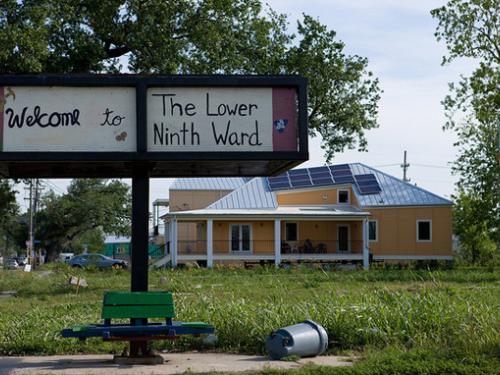 Welcome to
The Lower
Ninth Ward